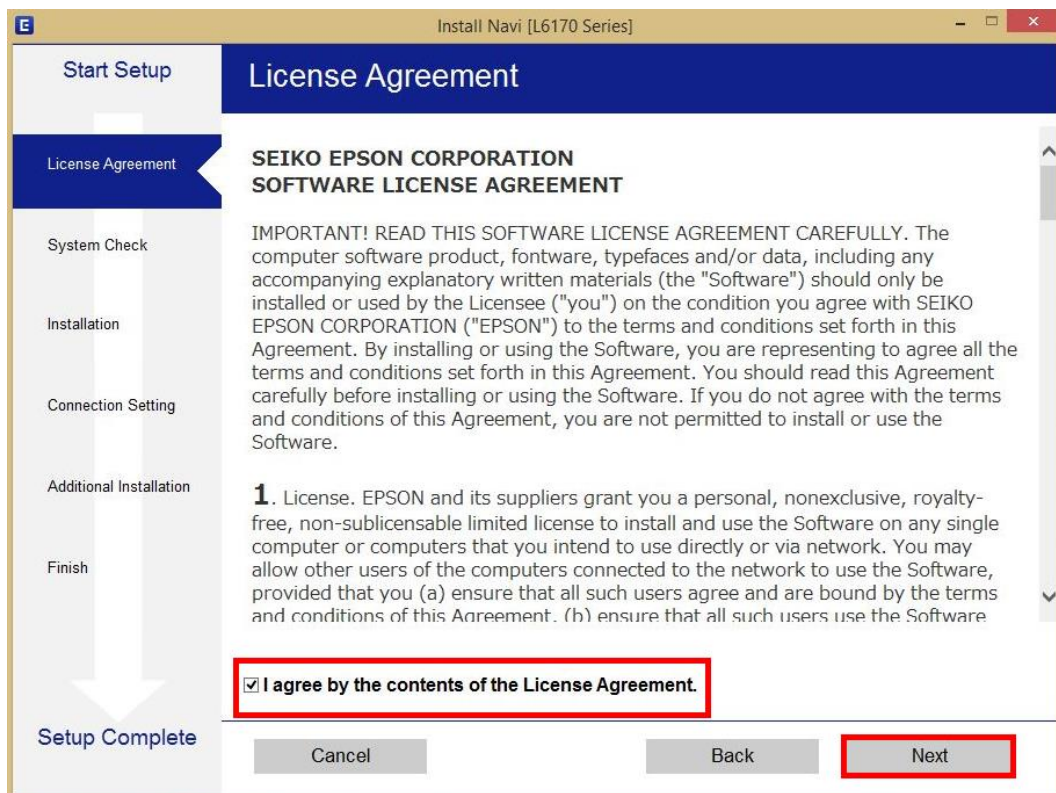 E
Install Navi [L6170 Series]
Start Setup
License Agreement
License Agreement
System Check
Installation
Connection Setting
Additional Installation
Finish
Setup Complete
SEIKO EPSON CORPORATION
SOFTWARE LICENSE AGREEMENT
IMPORTANT! READ THIS SOFTWARE LICENSE AGREEMENT CAREFULLY. The
computer software product, fontware, typefaces and/or data, including any
accompanying explanatory written materials (the "Software") should only be
installed or used by the Licensee ("you") on the condition you agree with SEIKO
EPSON CORPORATION ("EPSON") to the terms and conditions set forth in this
Agreement. By installing or using the Software, you are representing to agree all the
terms and conditions set forth in this Agreement. You should read this Agreement
carefully before installing or using the Software. If you do not agree with the terms
and conditions of this Agreement, you are not permitted to install or use the
Software.
1. License. EPSON and its suppliers grant you a personal, nonexclusive, royalty-
free, non-sublicensable limited license to install and use the Software on any single
computer or computers that you intend to use directly or via network. You may
allow other users of the computers connected to the network to use the Software,
provided that you (a) ensure that all such users agree and are bound by the terms
and conditions of this Agreement, (b) ensure that all such users use the Software
I agree by the contents of the License Agreement.
Cancel
Back
Next